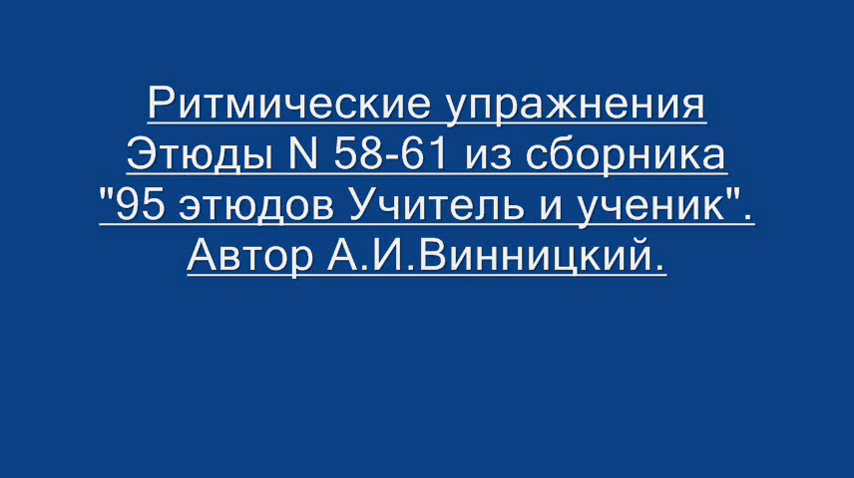 Ритмические упражнения
Этюды N 58-61 из сборника
"95 этюдов Учитель и ученик".
Автор А.И.Винницкий.